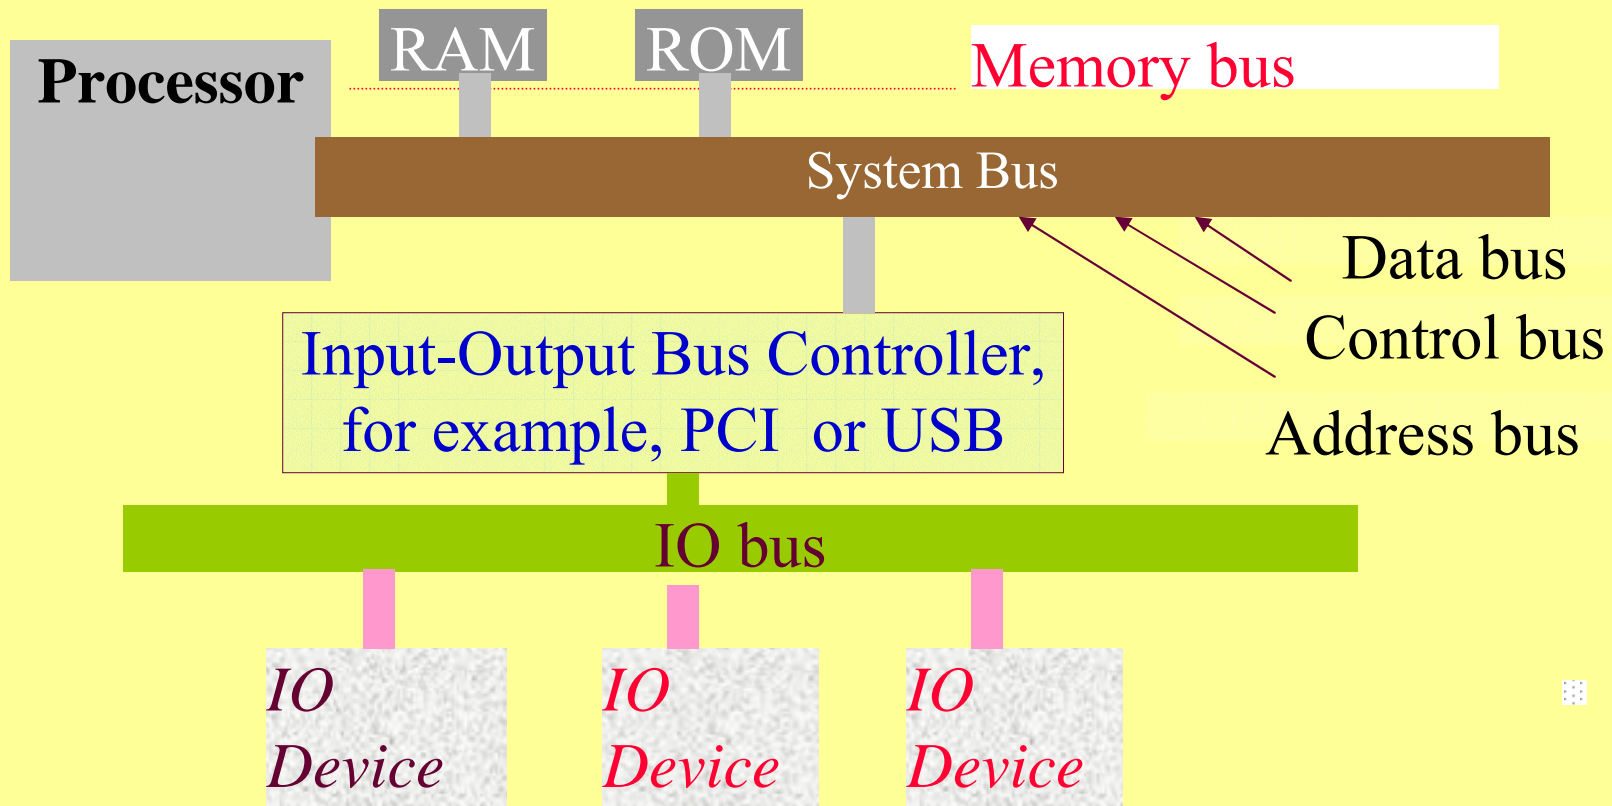 RAM
ROM
Memory bus
Processor
System Bus
Data bus
Input-Output Bus Controller,
for example, PCI or USB
Control bus
Address bus
IO bus
IO
Device
IO
Device
IO
Device